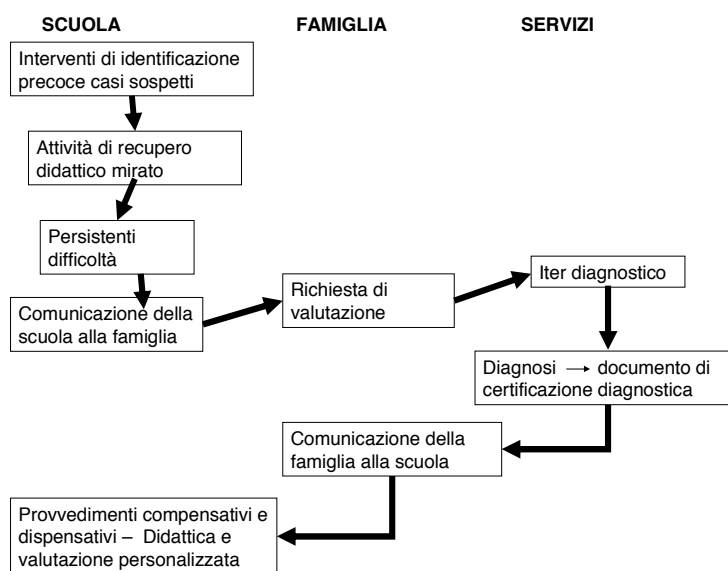 SCUOLA FAMIGLIA SERVIZI
Interventi di identificazione
precoce casi sospetti
Attività di recupero
didattico mirato
Persistenti
difficoltà
Comunicazione della
scuola alla famiglia
Richiesta di
valutazione
Iter diagnostico
Diagnosi → documento di
certificazione diagnostica
Comunicazione della
famiglia alla scuola
Provvedimenti compensativi e
dispensativi – Didattica e
valutazione personalizzata